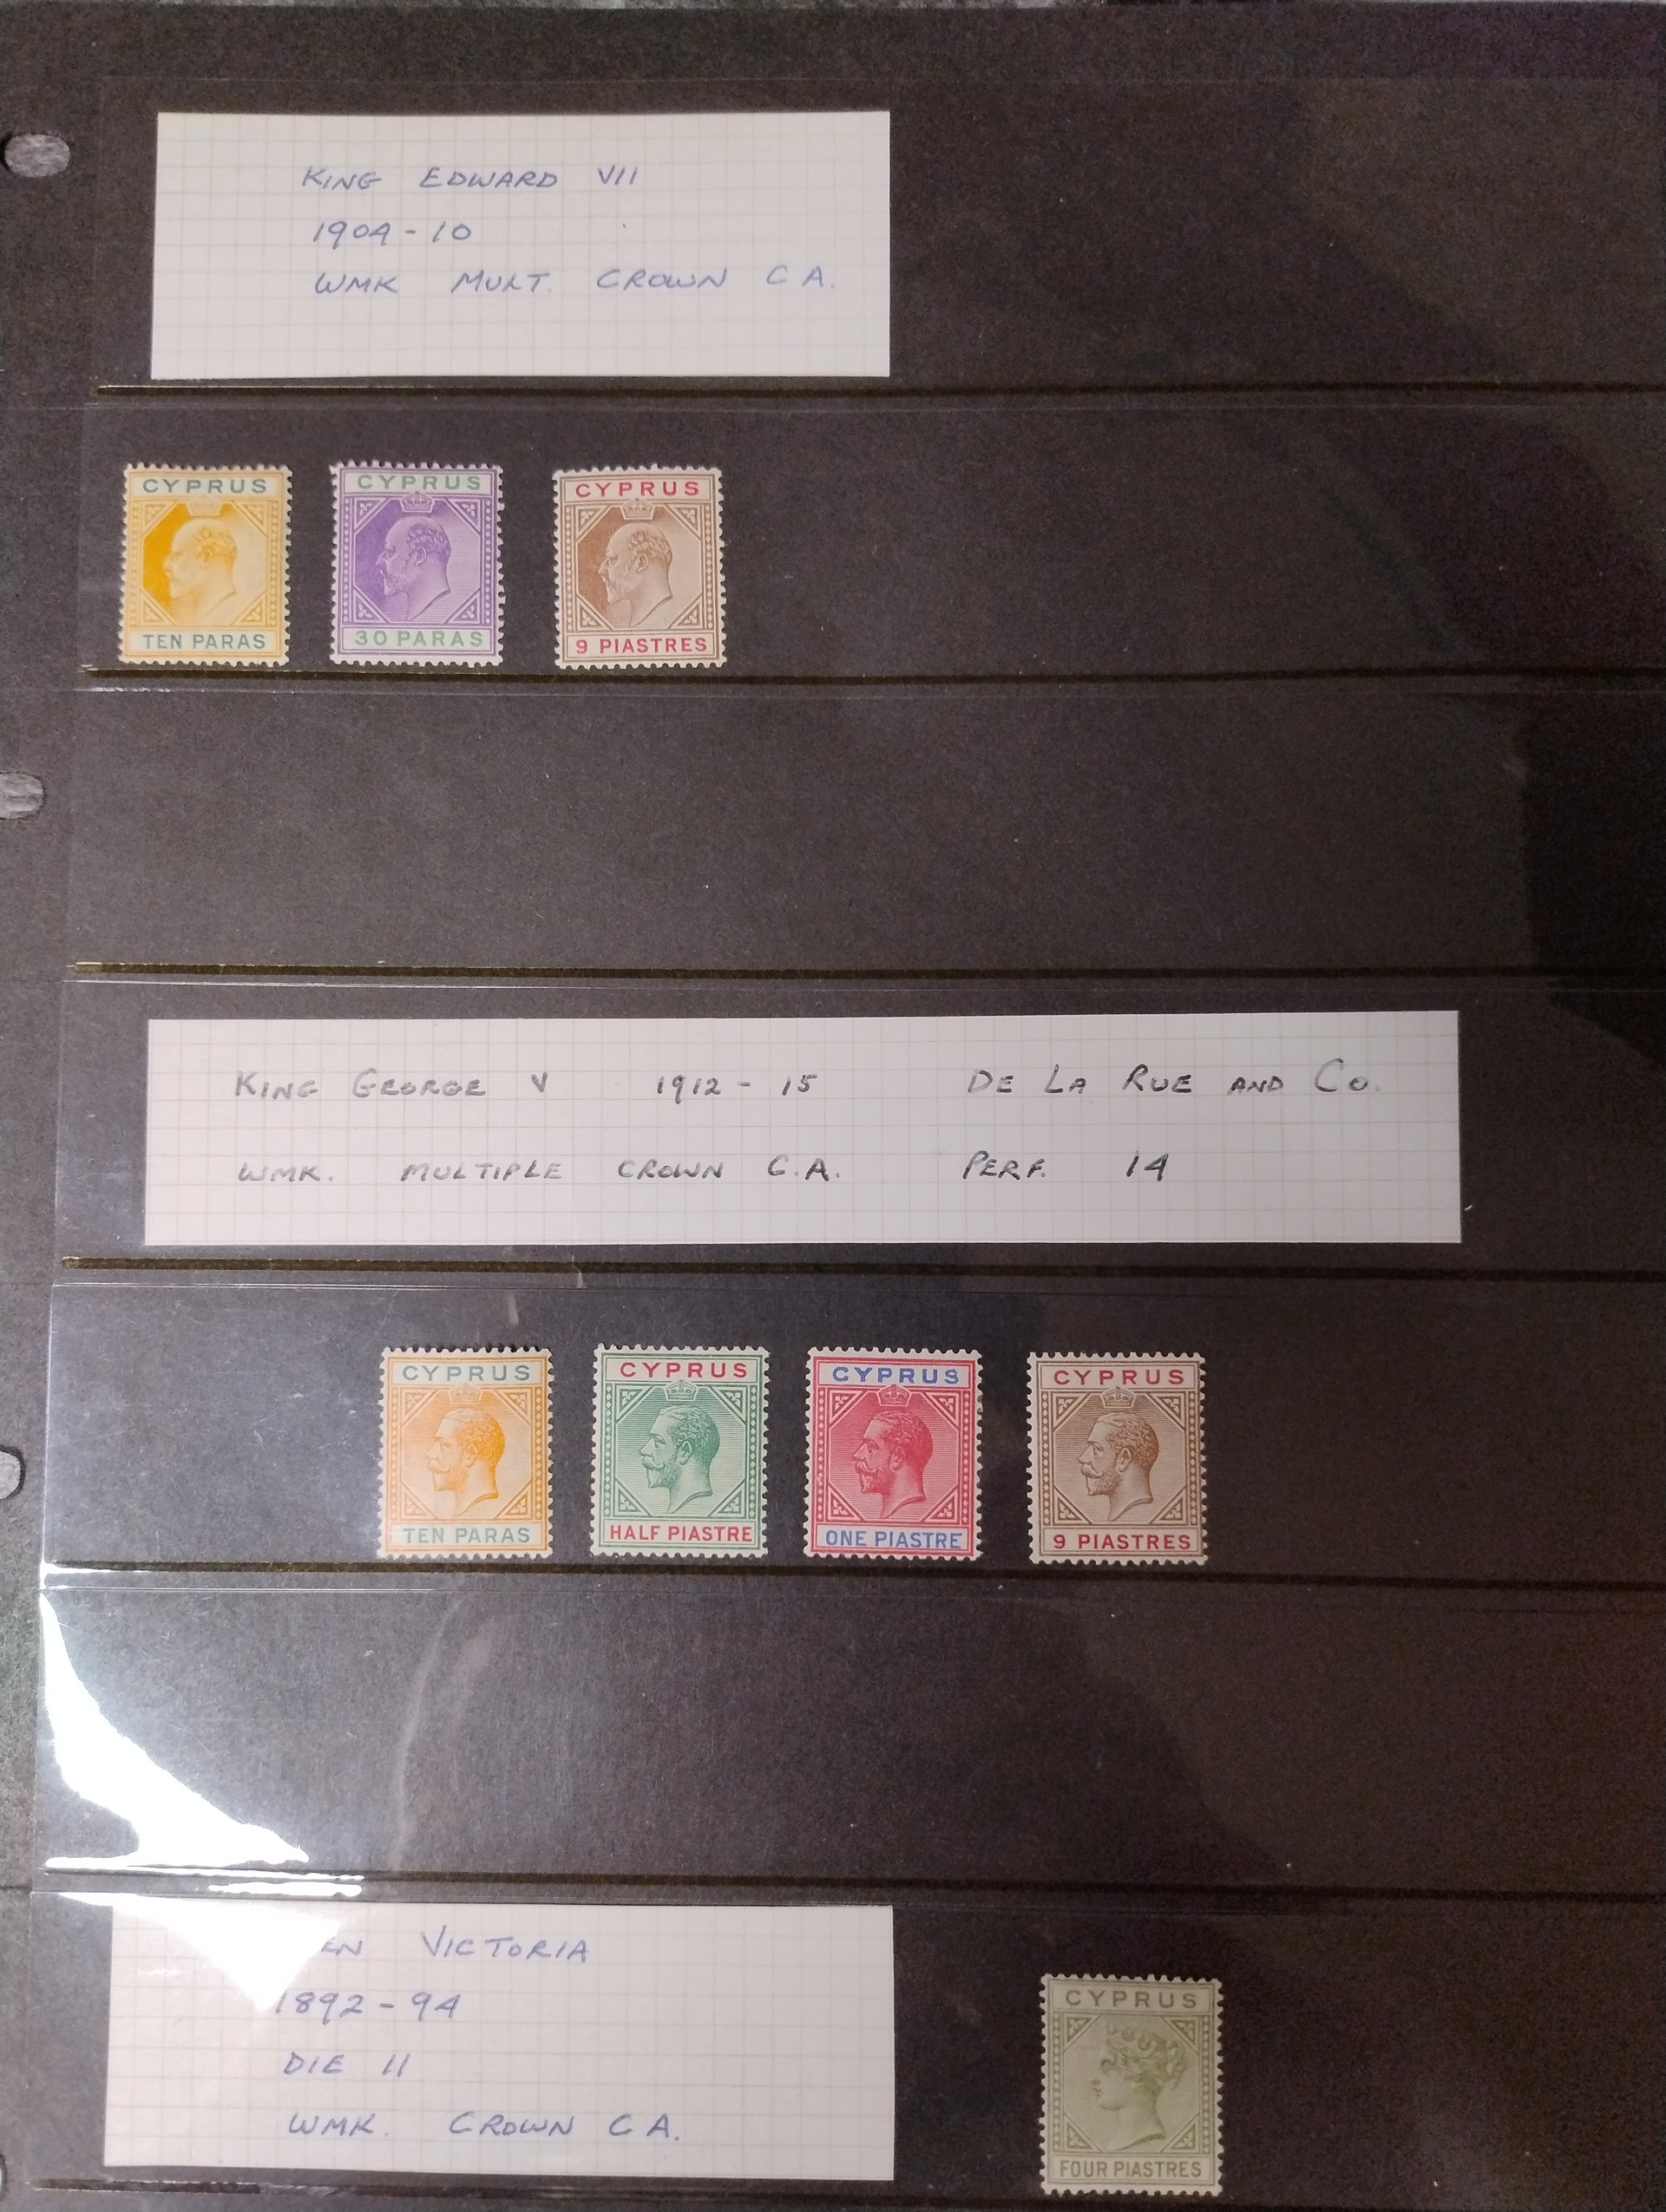 KING EDWARD VII
1904-10
WMK MULT. CROWN C A.
CYPRUS
TEN PARAS
CYPRUS
30 PARAS
CYPRUS
9 PIASTRES
KING GEORGE V 1912 - 15 DE LA RUE AND CO.
WMK. MULTIPLE CROWN C.A. PERF. 14
CYPRUS
TEN PARAS
CYPRUS
HALF PIASTRE
CYPRUS
ONE PIASTRE
CYPRUS
9 PIASTRES
VICTORIA
1892-94
DIE II
WMK. CROWN C A.
CYPRUS
FOUR PIASTRES